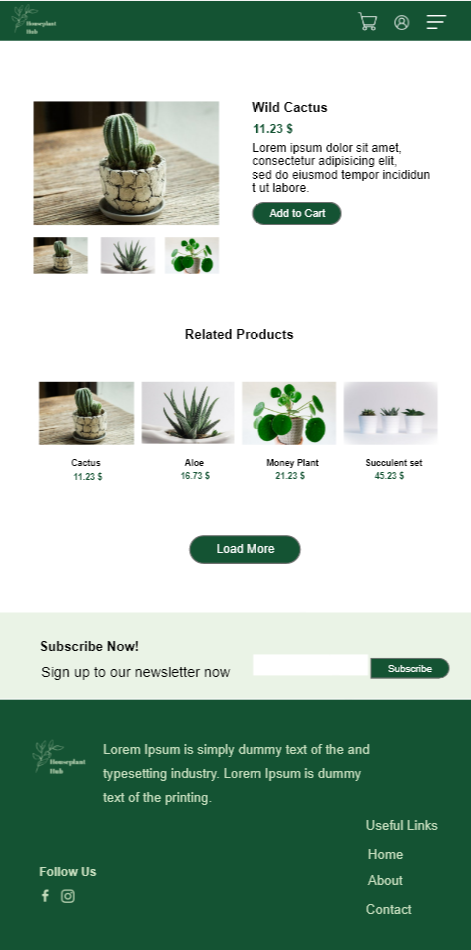 Houseplant
Hub
Wild Cactus
11.23 $
Lorem ipsum dolor sit amet,
consectetur adipisicing elit,
sed do eiusmod tempor incididun
t ut labore.
Add to Cart
Related Products
Cactus
11.23 $
Aloe
16.73 $
Money Plant
21.23 $
Succulent set
45.23 $
Load More
Subscribe Now!
Sign up to our newsletter now
Subscribe
Houseplant
Hub
Lorem Ipsum is simply dummy text of the and
typesetting industry. Lorem Ipsum is dummy
text of the printing.
Useful Links
Home
About
Contact
Follow Us